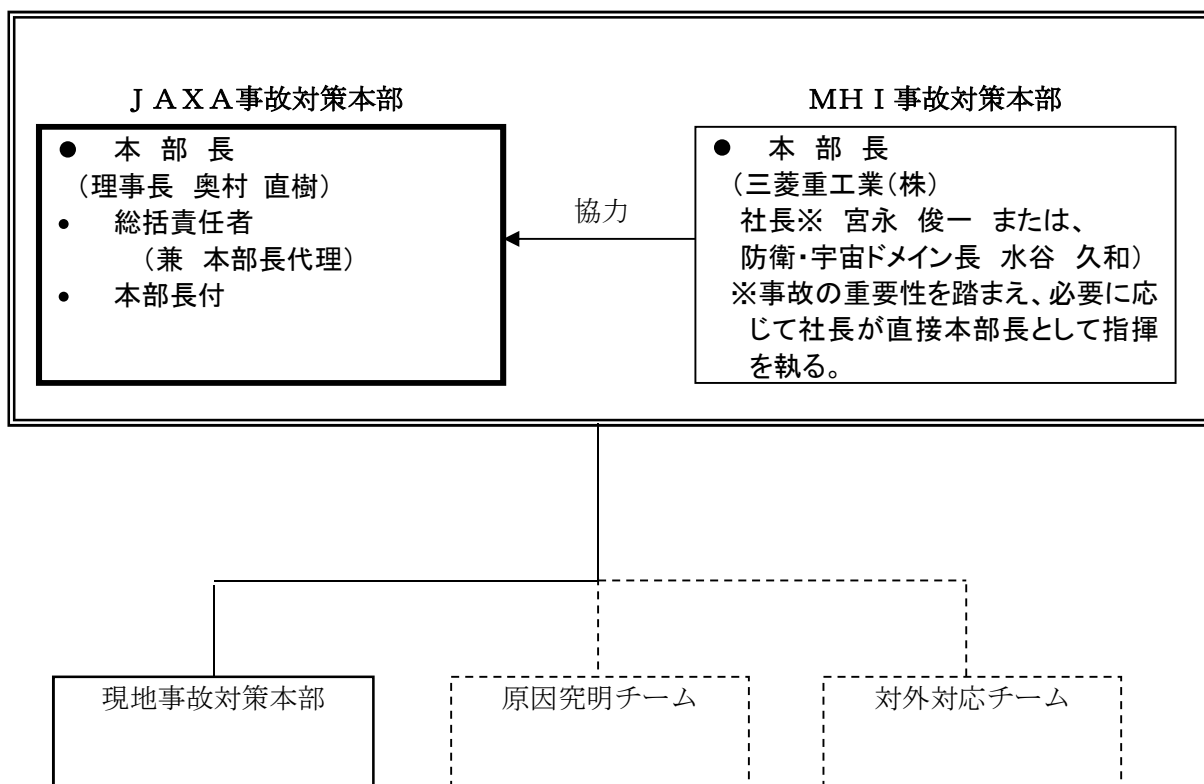 ＪＡＸＡ事故対策本部
● 本 部 長
（理事長 奥村 直樹）
• 総括責任者
（兼 本部長代理）
• 本部長付
協力
ＭＨＩ事故対策本部
● 本 部 長
（三菱重工業（株）
社長※ 宮永 俊一 または、
防衛・宇宙ドメイン長 水谷 久和）
※事故の重要性を踏まえ、必要に応
じて社長が直接本部長として指揮
を執る。
現地事故対策本部
原因究明チーム
対外対応チーム